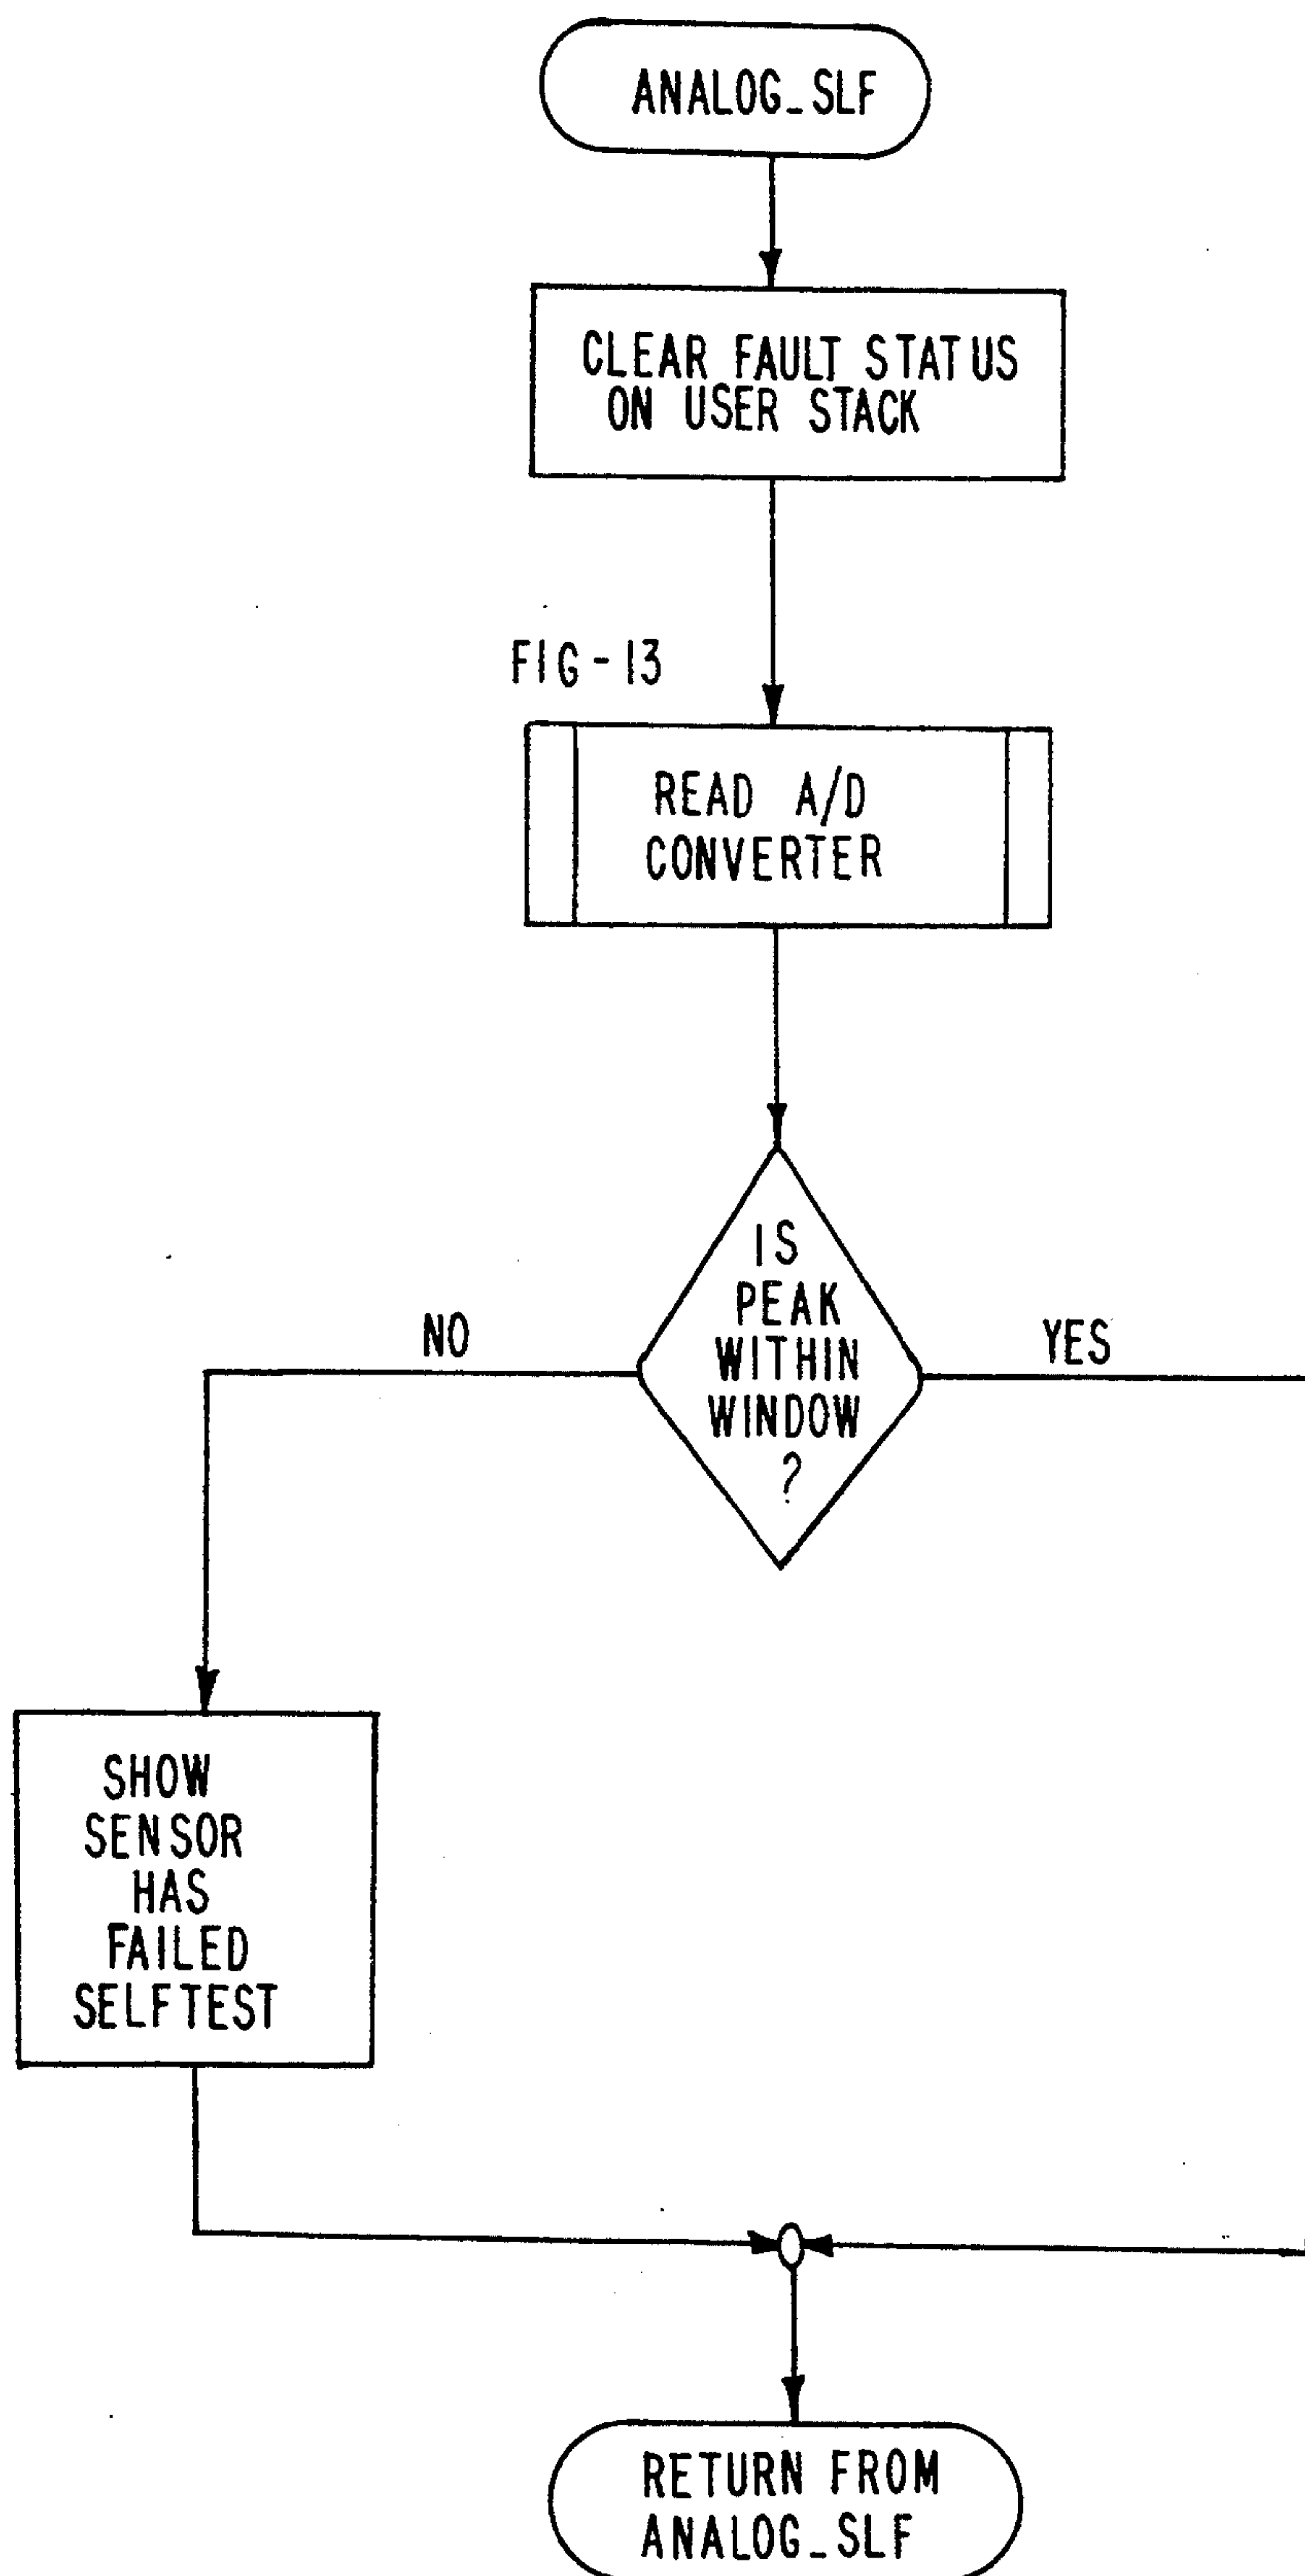 ANALOG_SLF
CLEAR FAULT STATUS
ON USER STACK
FIG-13
READ A/D
CONVERTER
IS
PEAK
WITHIN
WINDOW
?
NO
YES
SHOW
SENSOR
HAS
FAILED
SELFTEST
RETURN FROM
ANALOG_SLF